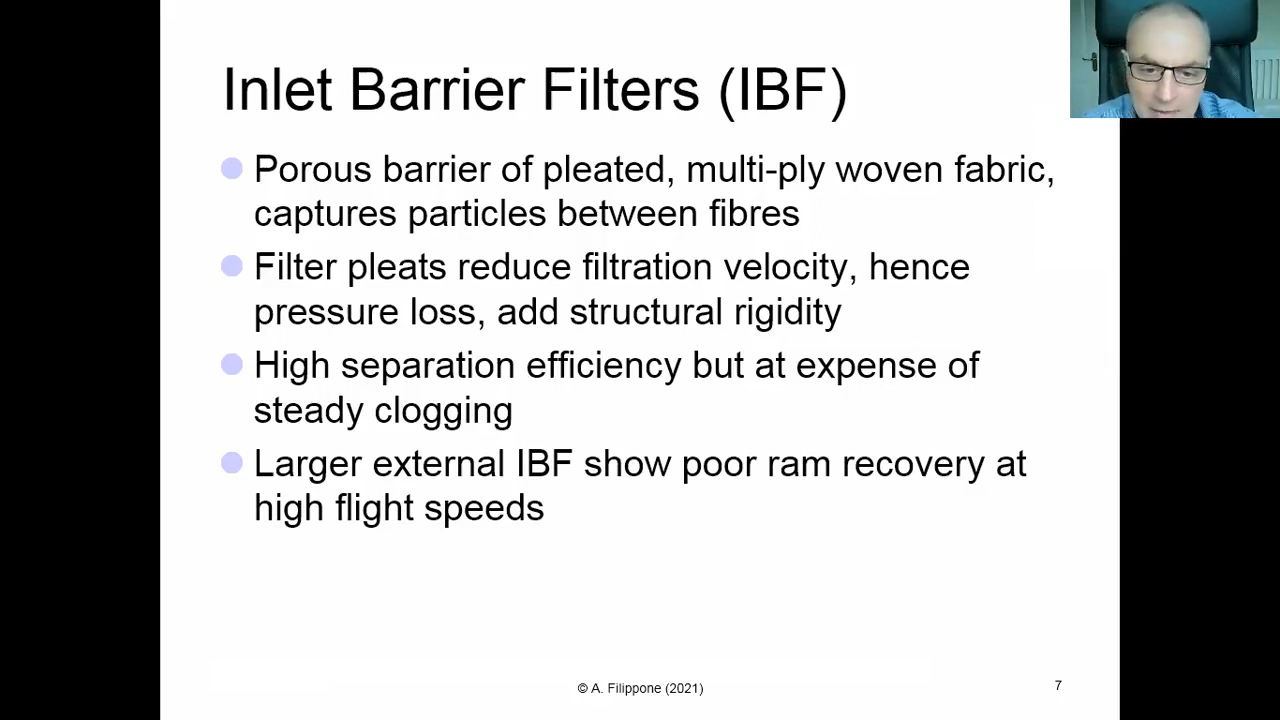 Inlet Barrier Filters (IBF)
Porous barrier of pleated, multi-ply woven fabric,
captures particles between fibres
Filter pleats reduce filtration velocity, hence
pressure loss, add structural rigidity
High separation efficiency but at expense of
steady clogging
Larger external IBF show poor ram recovery at
high flight speeds
© A. Filippone (2021)
7